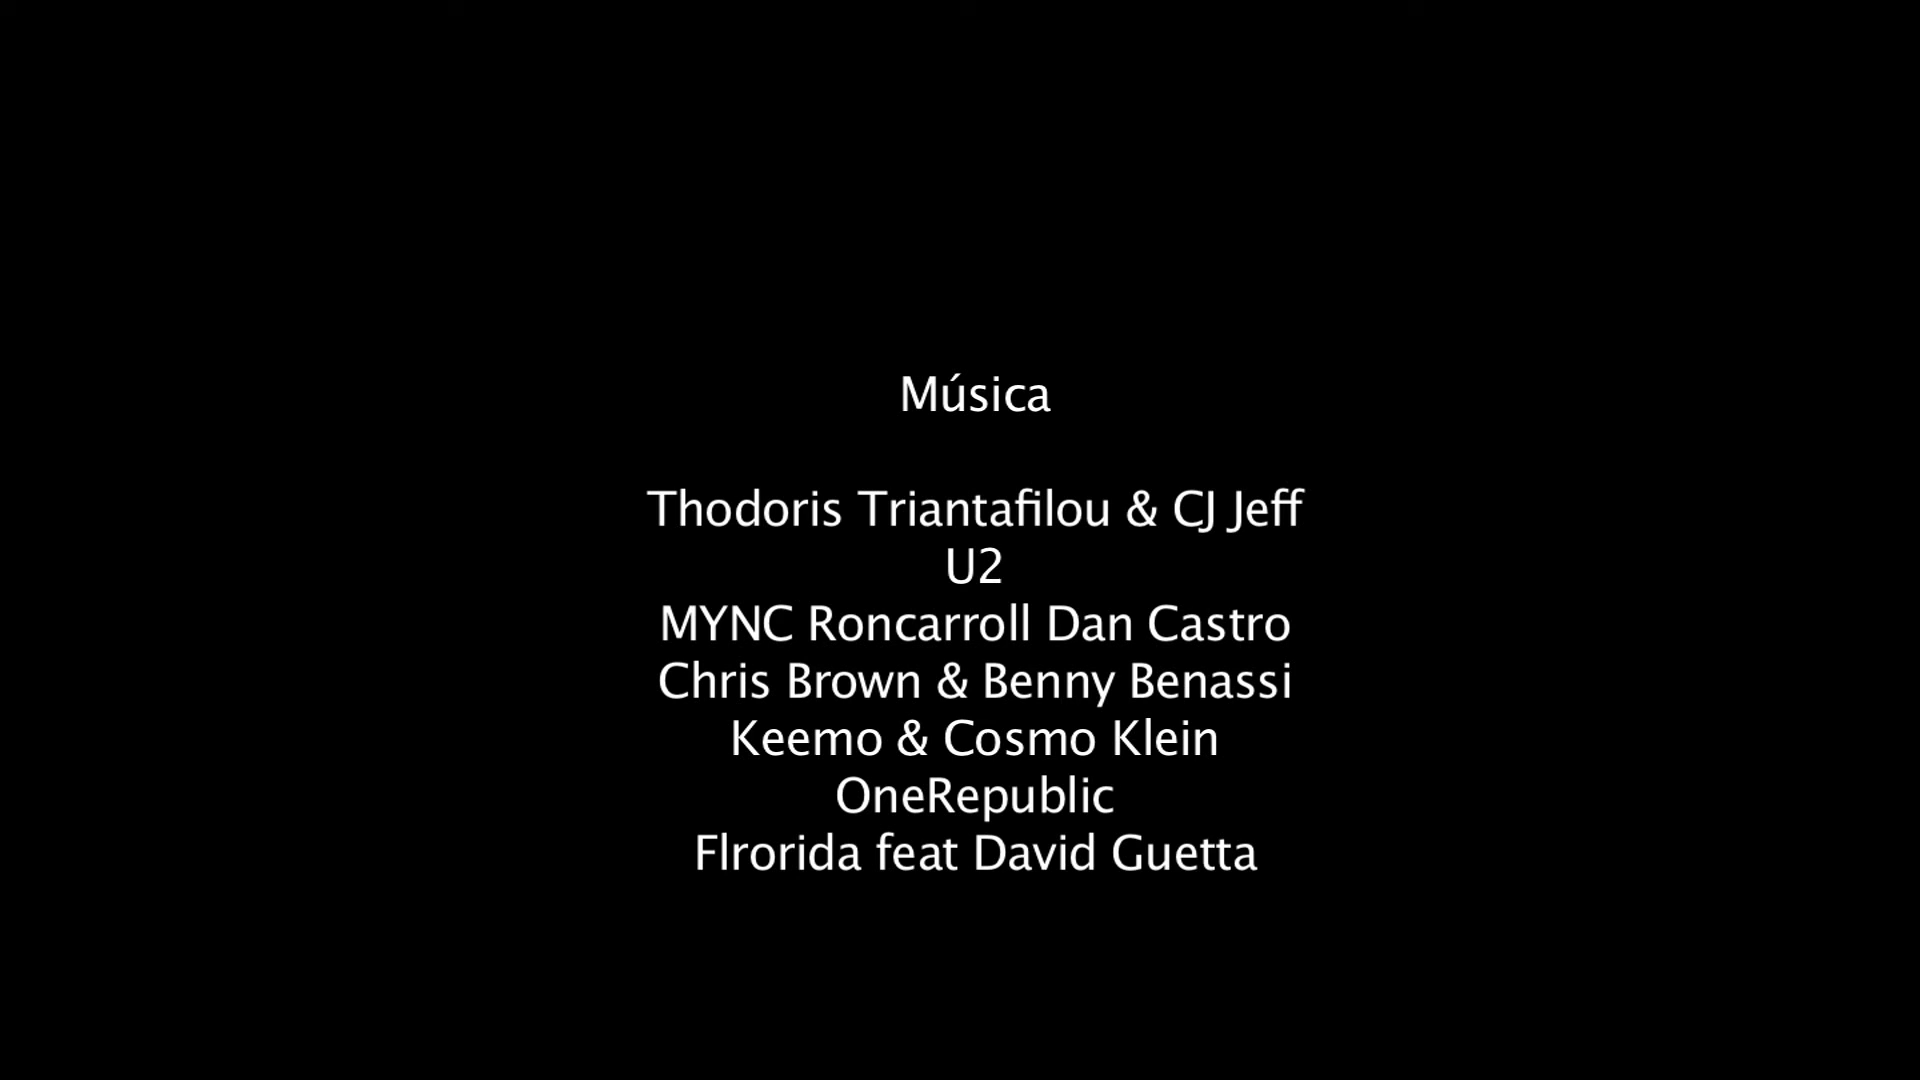 Música
Thodoris Triantafilou & CJ Jeff
U2
MYNC Roncarroll Dan Castro
Chris Brown & Benny Benassi
Keemo & Cosmo Klein
OneRepublic
Flrorida feat David Guetta